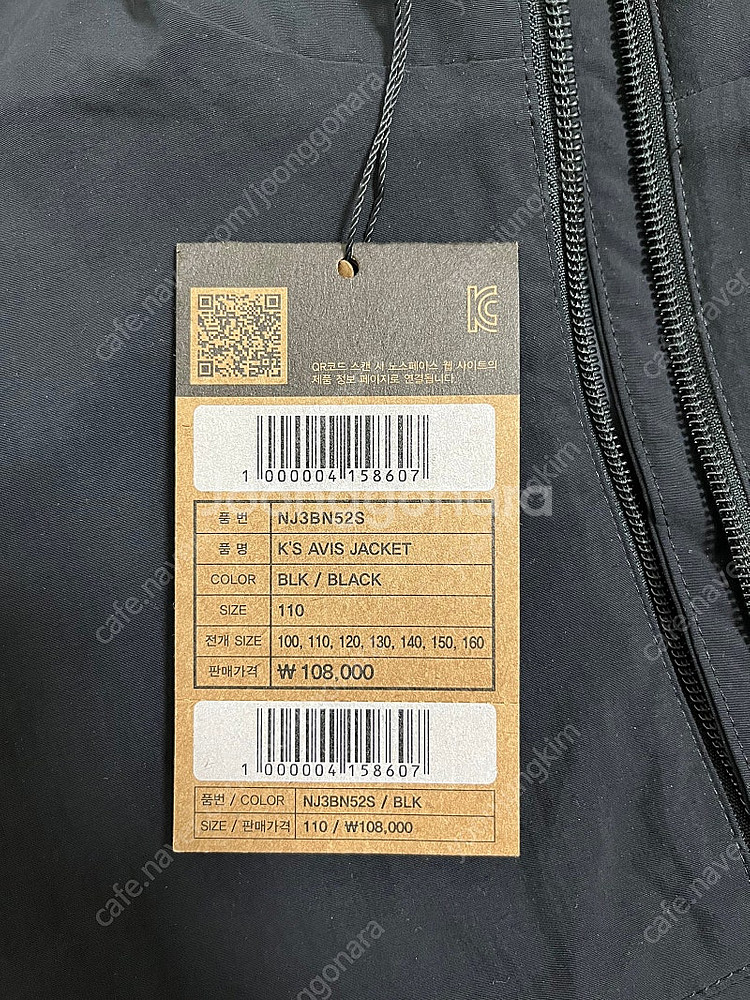 QR코드 스캔 시 노스페이스 웹 사이트의
제품 정보 페이지로 연결됩니다.
1 000004 158607
joonggonara
품 번 NJ3BN52S
품 명 K'S AVIS JACKET
COLOR BLK / BLACK
SIZE 110
전개 SIZE 100, 110, 120, 130, 140, 150, 160
판매가격 ₩ 108,000
1 000004 158607
품번 / COLOR NJ3BN52S / BLK
SIZE / 판매가격 110 / ₩108,000